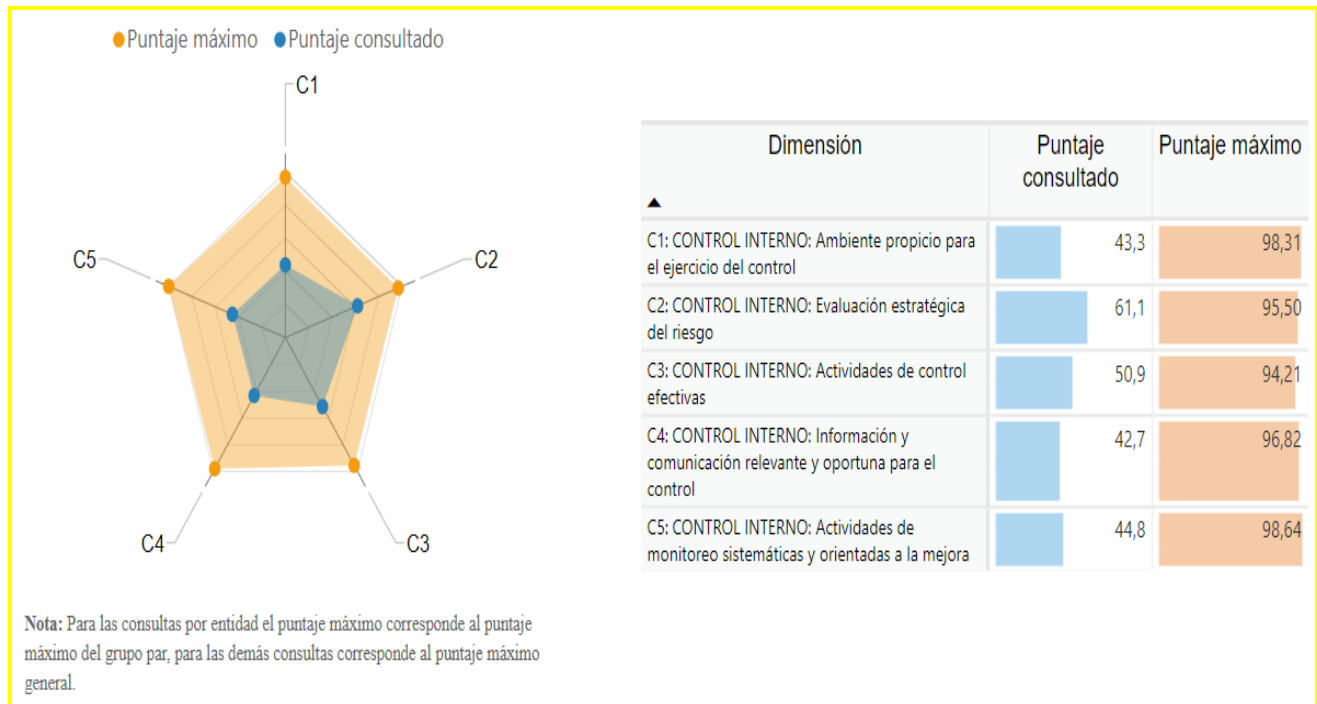 Puntaje máximo Puntaje consultado
C1
C5
C2
C4
C3
Nota: Para las consultas por entidad el puntaje máximo corresponde al puntaje
máximo del grupo par, para las demás consultas corresponde al puntaje máximo
general.
Dimensión Puntaje consultado Puntaje máximo
C1: CONTROL INTERNO: Ambiente propicio para 43,3 98,31
el ejercicio del control
C2: CONTROL INTERNO: Evaluación estratégica 61,1 95,50
del riesgo
C3: CONTROL INTERNO: Actividades de control 50,9 94,21
efectivas
C4: CONTROL INTERNO: Información y 42,7 96,82
comunicación relevante y oportuna para el
control
C5: CONTROL INTERNO: Actividades de 44,8 98,64
monitoreo sistemáticas y orientadas a la mejora